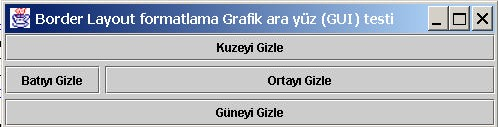 Border Layout formatlama Grafik ara yüz (GUI) testi
Kuzeyi Gizle
Batıyı Gizle Ortayı Gizle
Güneyi Gizle